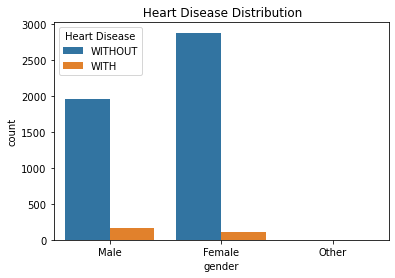 Heart Disease Distribution
Heart Disease
WITHOUT
WITH
3000
2500
2000
1500
1000
500
0
count
Male Female Other
gender